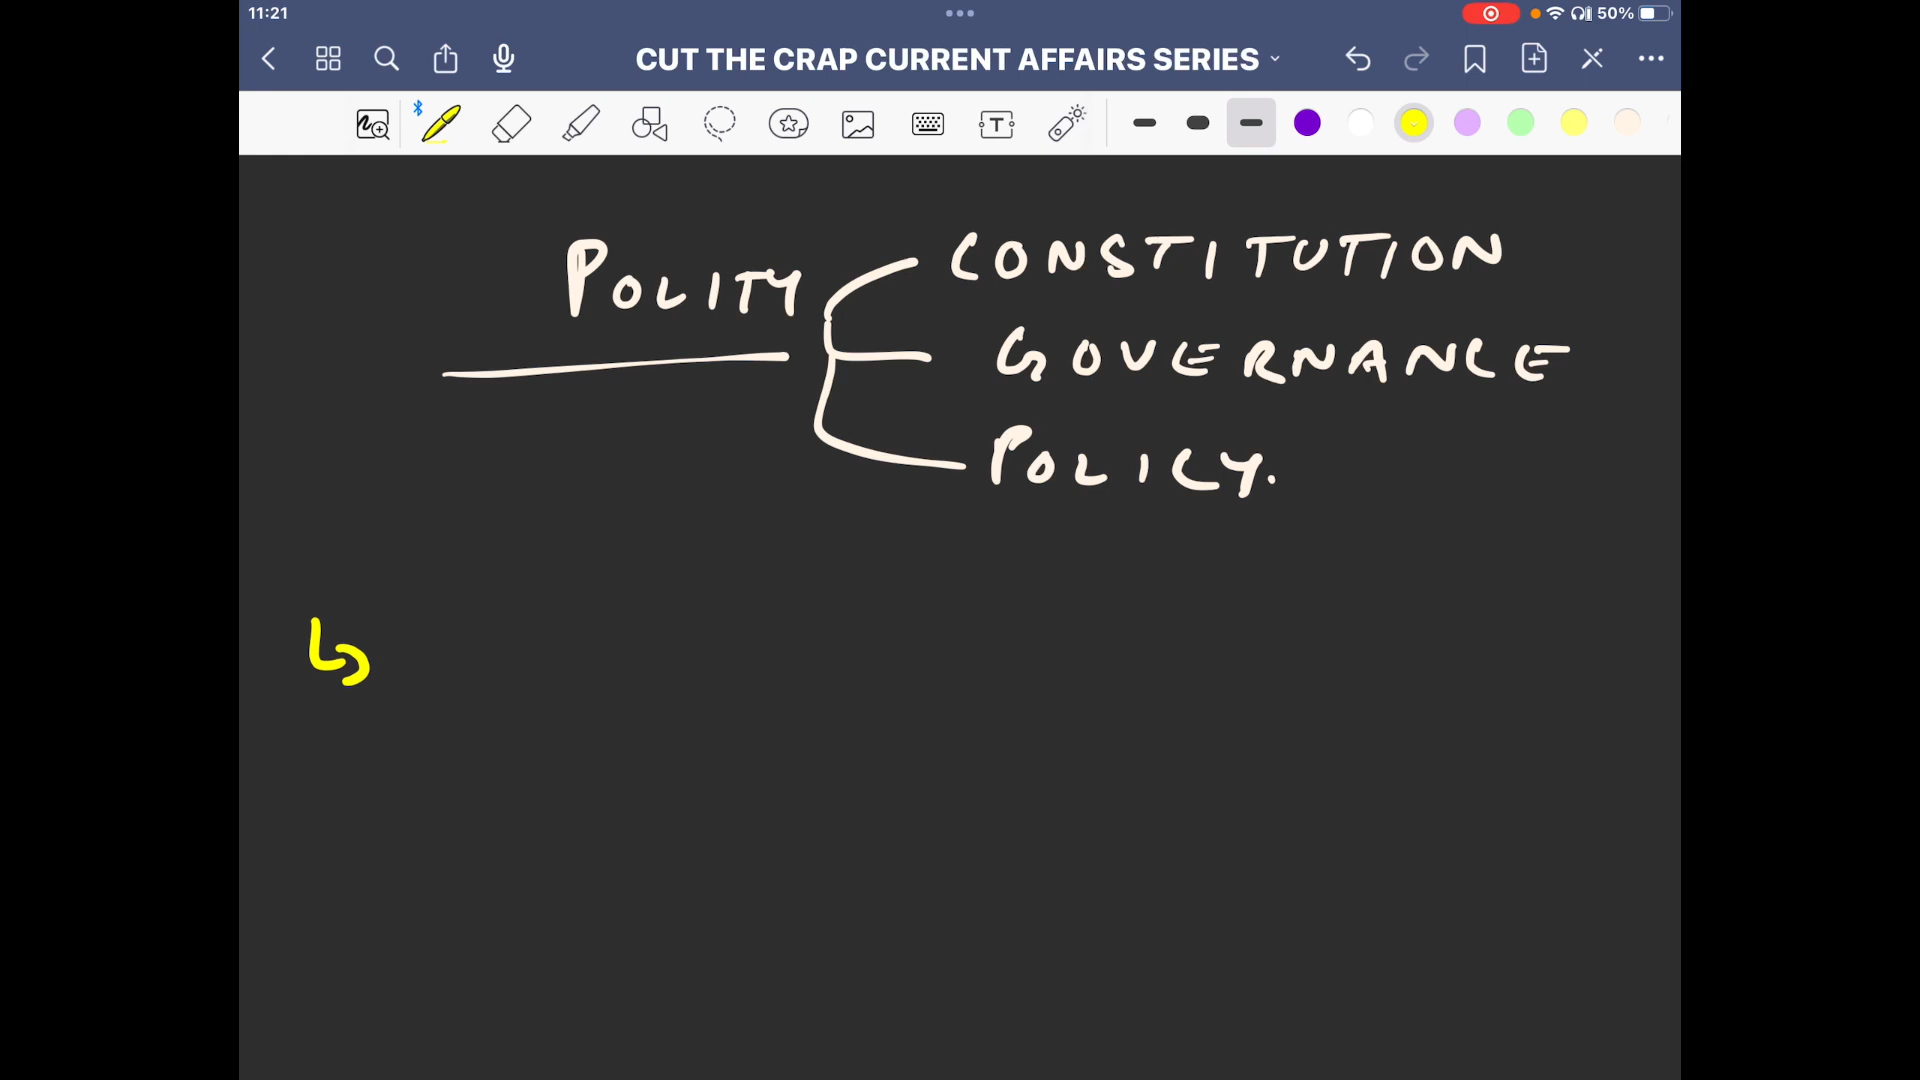 11:21
50%
CUT THE CRAP CURRENT AFFAIRS SERIES
T
POLITY
CONSTITUTION
GOVERNANCE
POLICY.